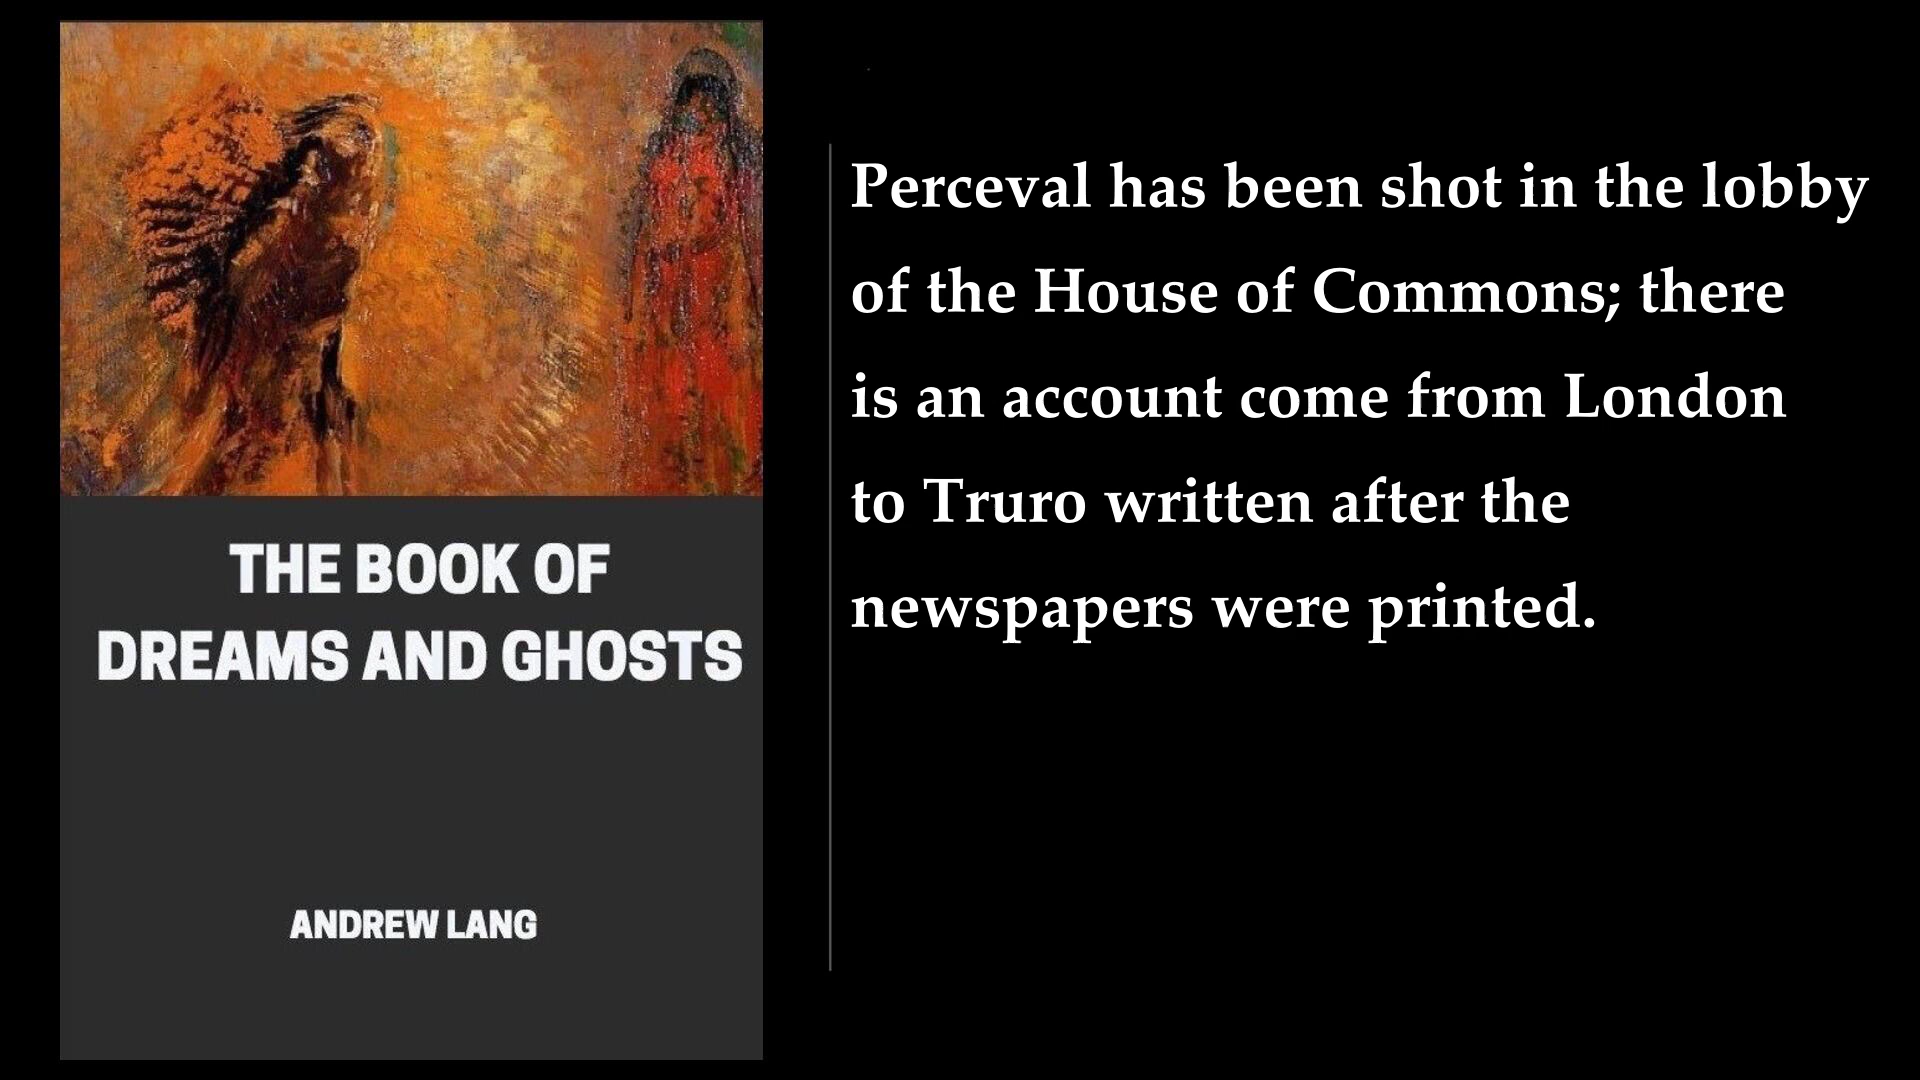 THE BOOK OF
DREAMS AND GHOSTS
ANDREW LANG
Perceval has been shot in the lobby
of the House of Commons; there
is an account come from London
to Truro written after the
newspapers were printed.